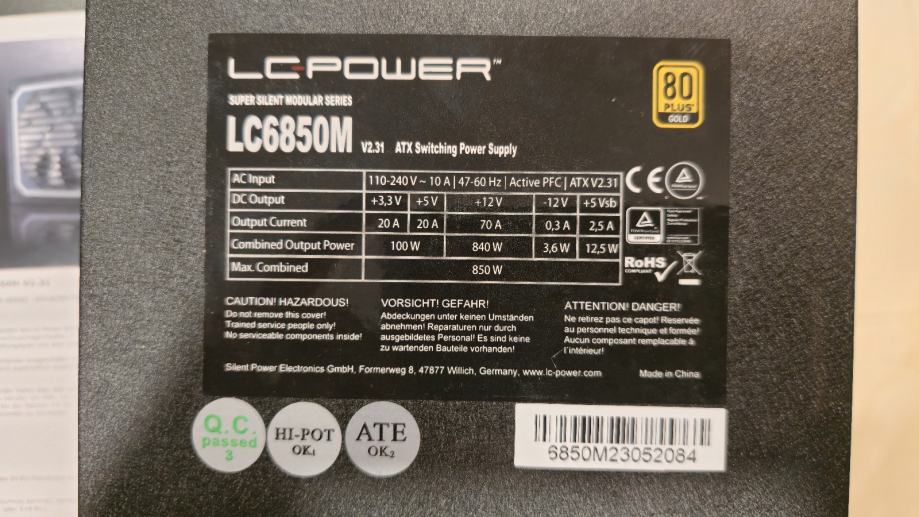 LC-POWER™
SUPER SILENT MODULAR SERIES
LC6850M V2.31 ATX Switching Power Supply
80
PLUS®
GOLD
AC Input 110-240 V ~ 10 A | 47-60 Hz | Active PFC | ATX V2.31
DC Output +3,3 V +5 V +12 V -12 V +5 Vsb
Output Current 20 A 20 A 70 A 0,3 A 2,5 A
Combined Output Power 100 W 840 W 3,6 W 12,5 W
Max. Combined 850 W
CE
RoHS
COMPLIANT
CAUTION! HAZARDOUS!
Do not remove this cover!
Trained service people only!
No serviceable components inside!
VORSICHT! GEFAHR!
Abdeckungen unter keinen Umständen
abnehmen! Reparaturen nur durch
ausgebildetes Personal! Es sind keine
zu wartenden Bauteile vorhanden!
ATTENTION! DANGER!
Ne retirez pas ce capot! Reservée
au personnel technique et formée!
Aucun composant remplacable à
l'intérieur!
Silent Power Electronics GmbH, Formerweg 8, 47877 Willich, Germany, www.lc-power.com
Made in China
Q.C.
passed
3
HI-POT
OK1
ATE
OK2
6850M23052084